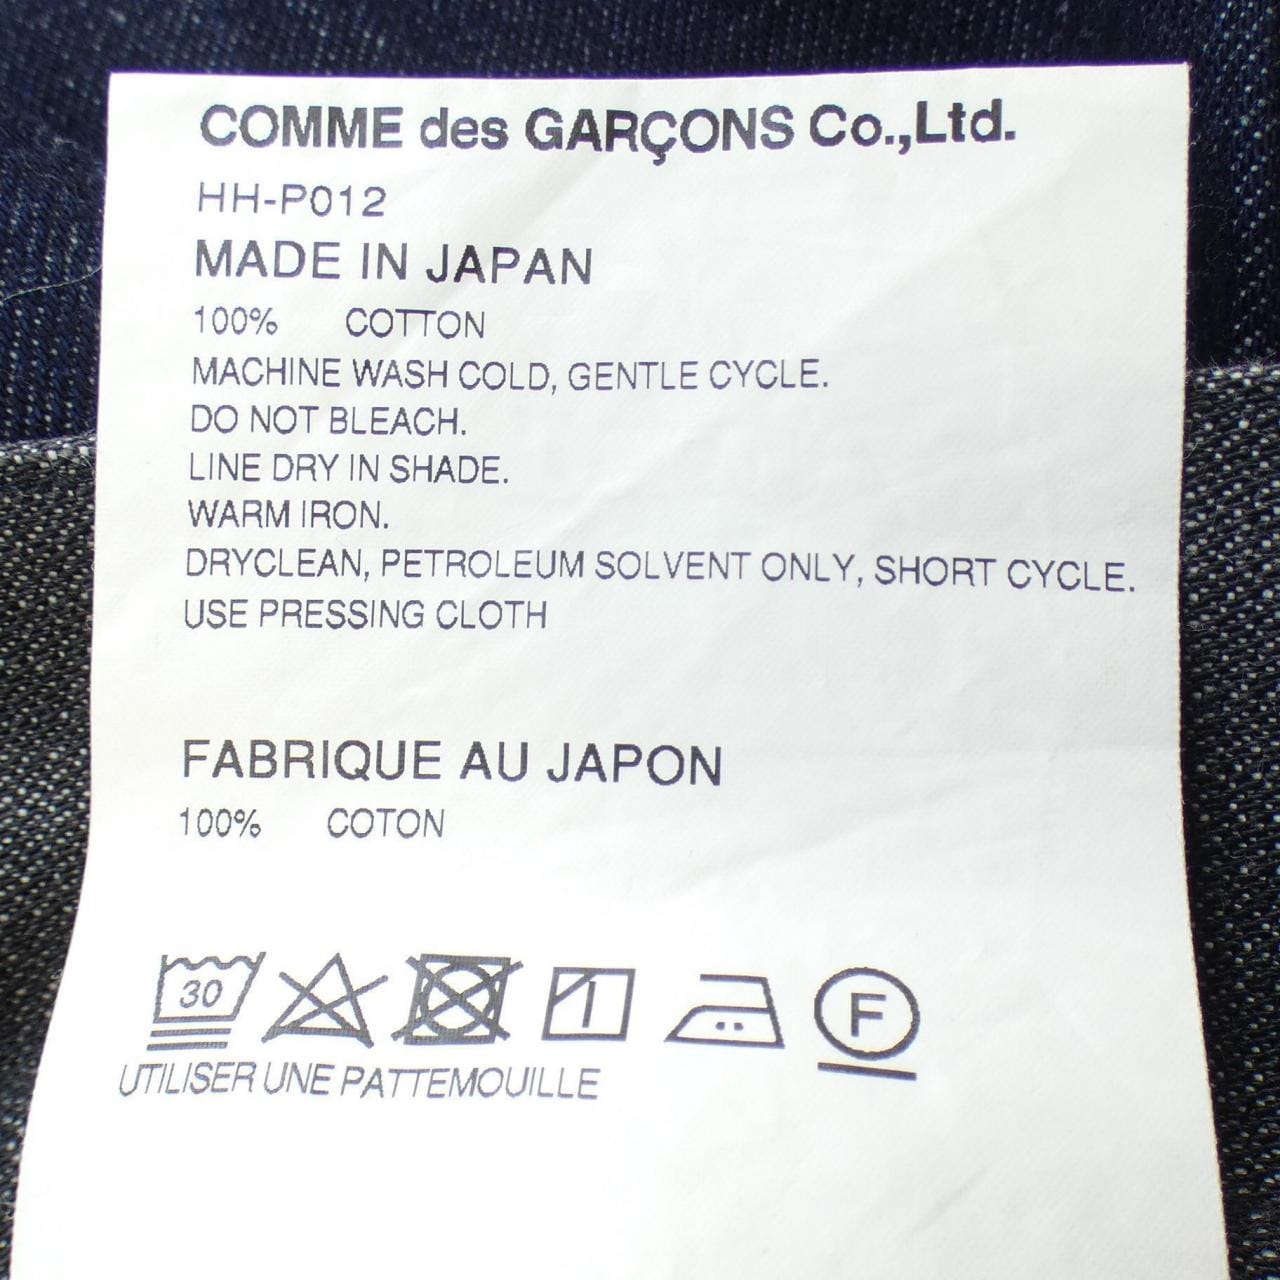 COMME des GARÇONS Co.,Ltd.
HH-P012
MADE IN JAPAN
100% COTTON
MACHINE WASH COLD, GENTLE CYCLE.
DO NOT BLEACH.
LINE DRY IN SHADE.
WARM IRON.
DRYCLEAN, PETROLEUM SOLVENT ONLY, SHORT CYCLE.
USE PRESSING CLOTH
FABRIQUE AU JAPON
100% COTON
30 F
UTILISER UNE PATTEMOUILLE